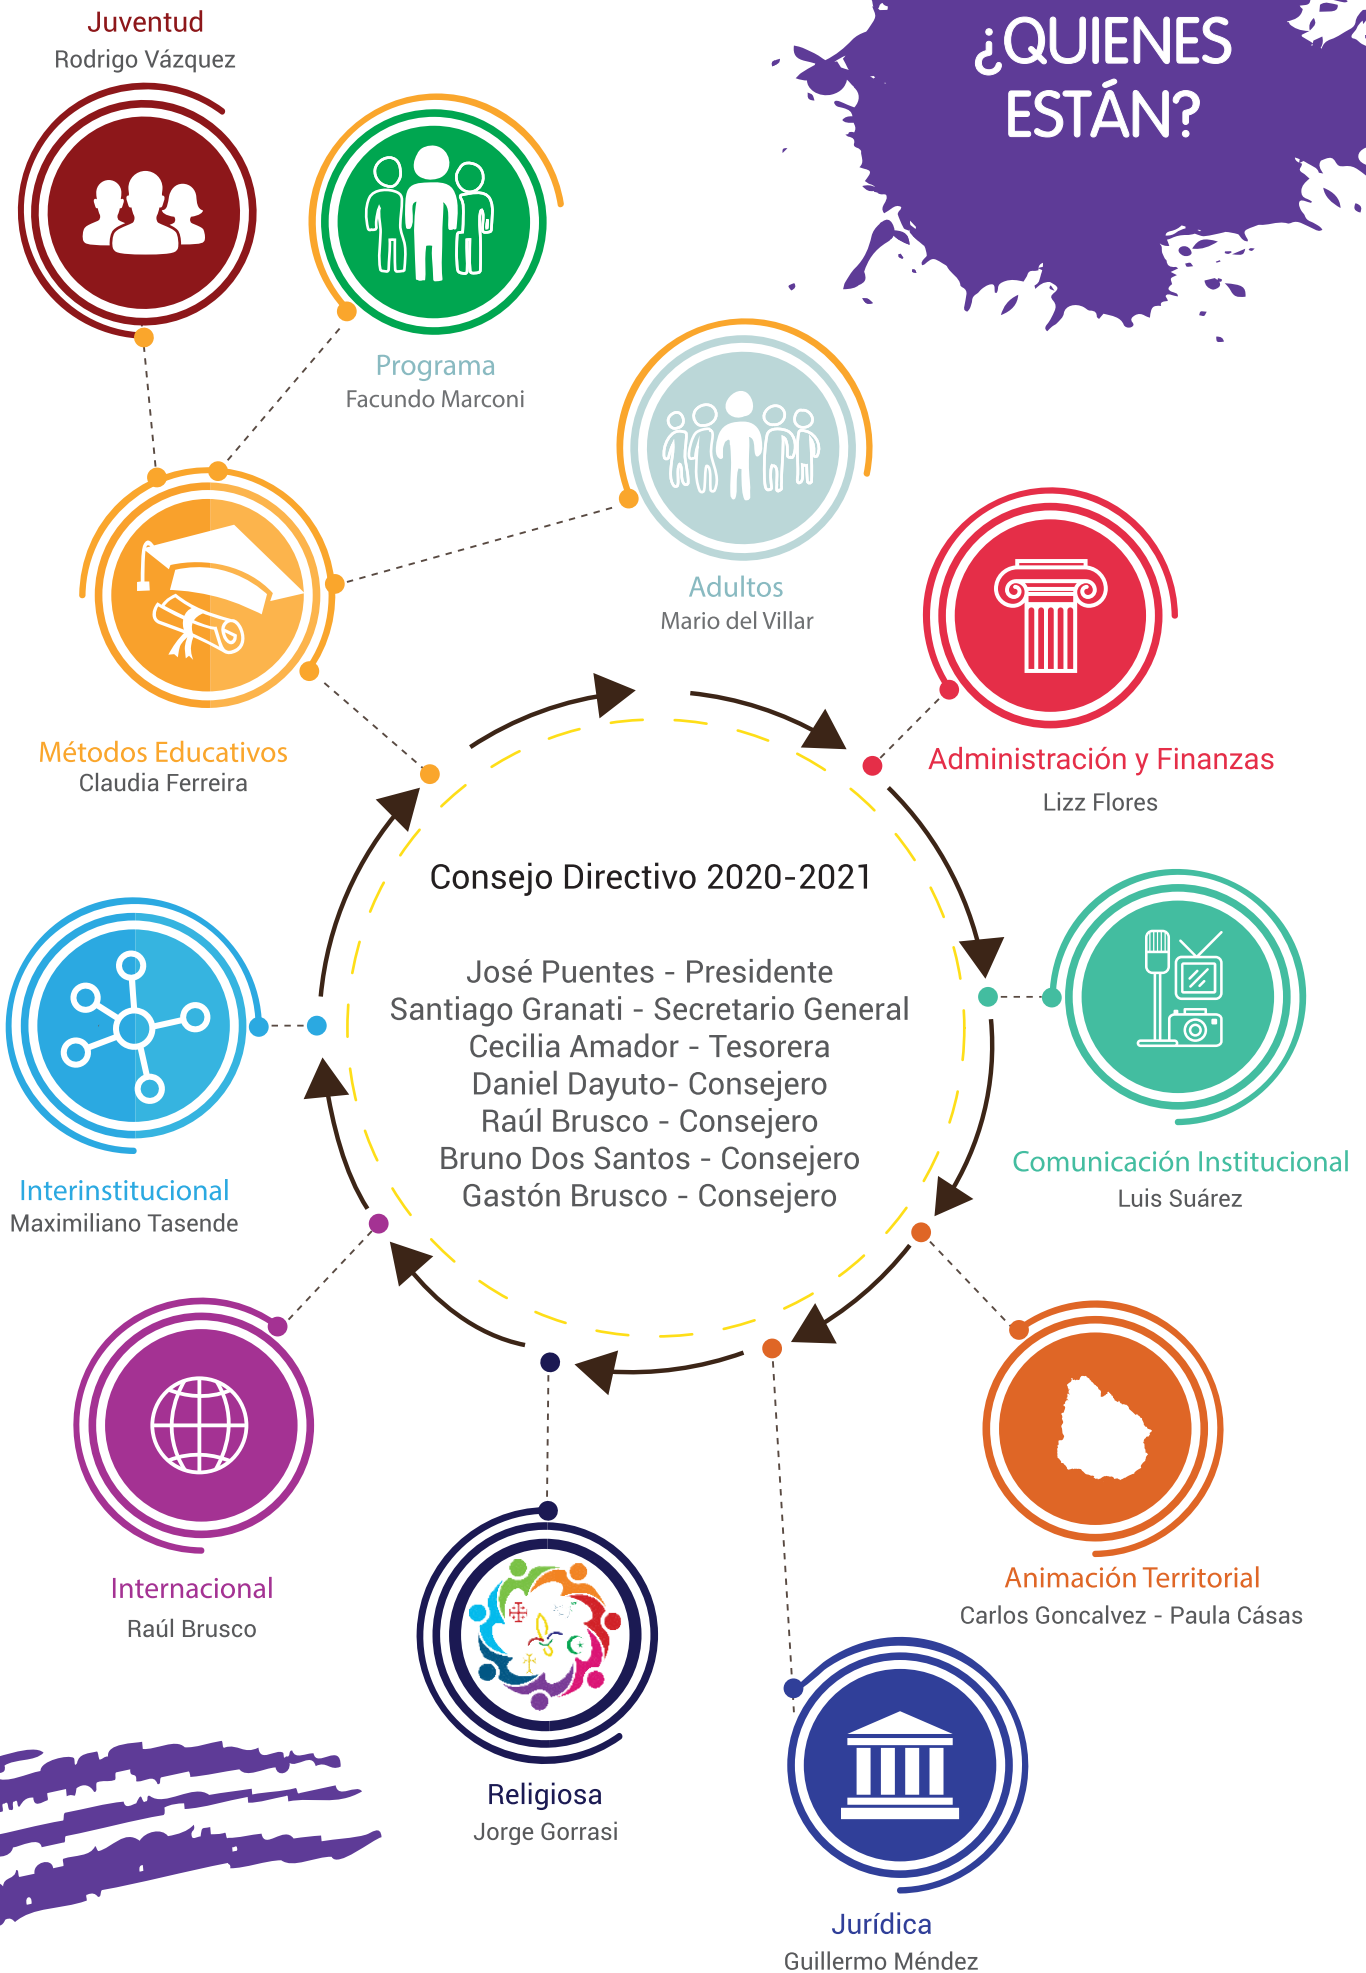 ¿QUIENES
ESTÁN?
Juventud
Rodrigo Vázquez
Programa
Facundo Marconi
Adultos
Mario del Villar
Métodos Educativos
Claudia Ferreira
Administración y Finanzas
Lizz Flores
Consejo Directivo 2020-2021
José Puentes - Presidente
Santiago Granati - Secretario General
Cecilia Amador - Tesorera
Daniel Dayuto- Consejero
Raúl Brusco - Consejero
Bruno Dos Santos - Consejero
Gastón Brusco - Consejero
Comunicación Institucional
Luis Suárez
Interinstitucional
Maximiliano Tasende
Internacional
Raúl Brusco
Animación Territorial
Carlos Goncalvez - Paula Cásas
Religiosa
Jorge Gorrasi
Jurídica
Guillermo Méndez